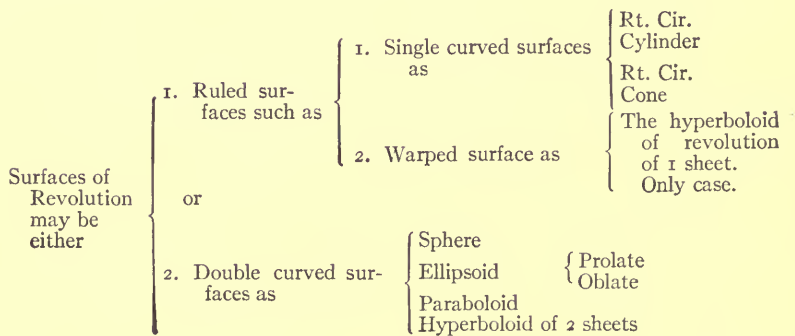 Surfaces of
Revolution
may be
either
1. Ruled sur-
faces such as
1. Single curved surfaces
as
Rt. Cir.
Cylinder
Rt. Cir.
Cone
2. Warped surface as
The hyperboloid
of revolution
of 1 sheet.
Only case.
or
2. Double curved sur-
faces as
Sphere
Ellipsoid
Prolate
Oblate
Paraboloid
Hyperboloid of 2 sheets